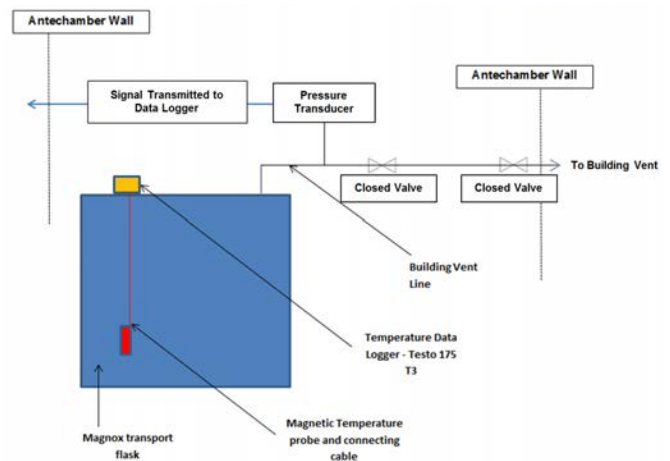 Antechamber Wall
Antechamber Wall
Signal Transmitted to
Data Logger
Pressure
Transducer
To Building Vent
Closed Valve
Closed Valve
Building Vent
Line
Temperature Data
Logger - Testo 175
T3
Magnox transport
flask
Magnetic Temperature
probe and connecting
cable